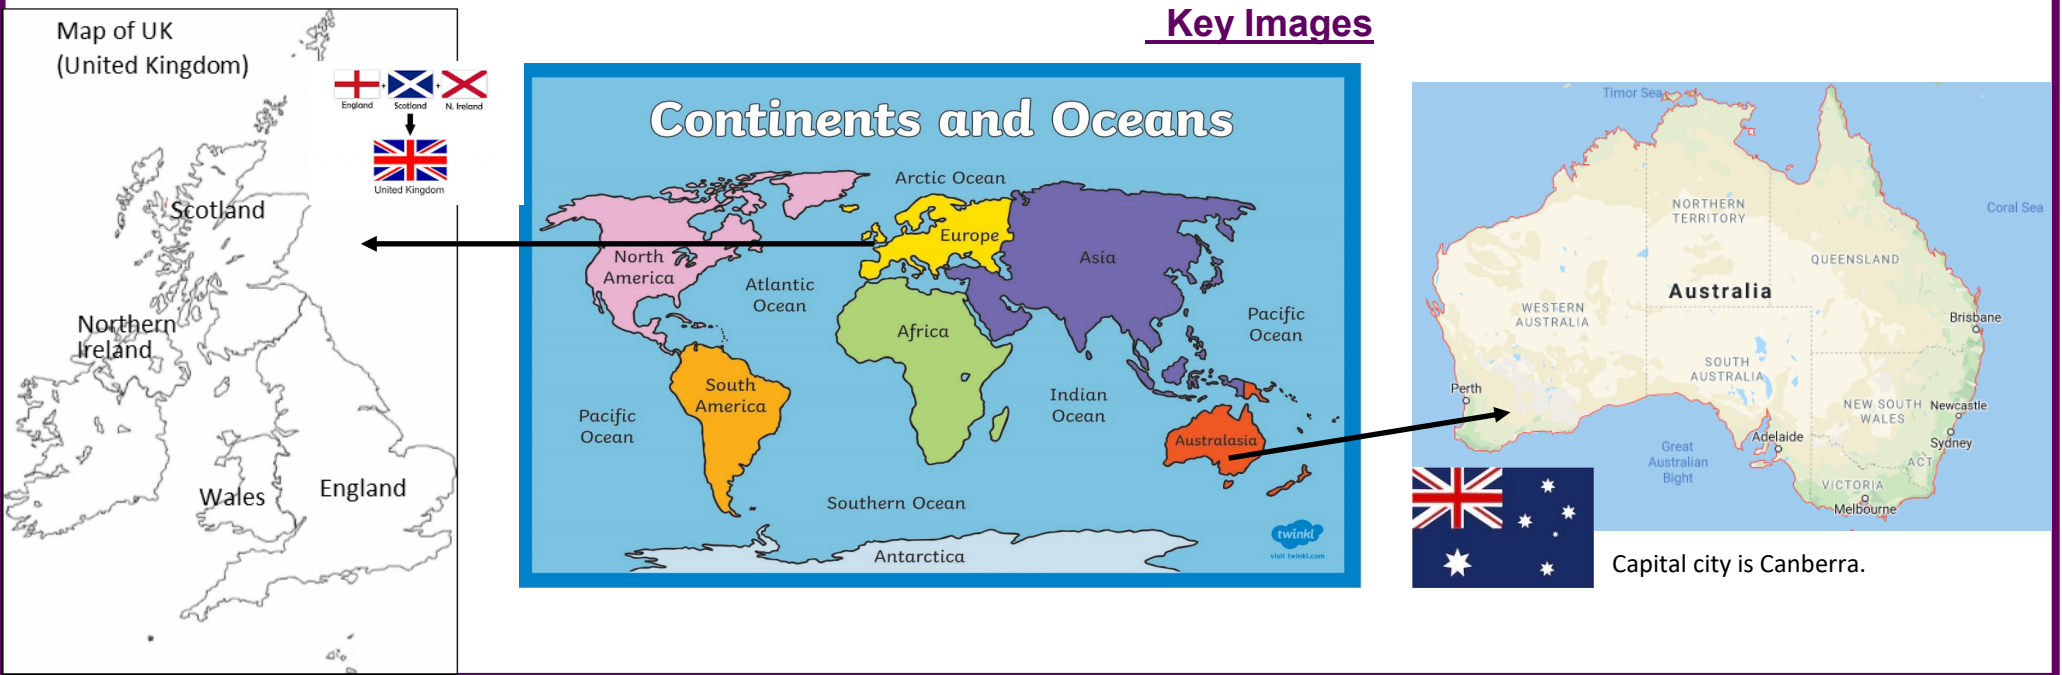 Key Images
Map of UK
(United Kingdom)
England
Scotland
N. Ireland
United Kingdom
Scotland
Northern
Ireland
Wales
England
Continents and Oceans
Arctic Ocean
North
America
Europe
Asia
Atlantic
Ocean
Africa
Pacific
Ocean
South
America
Indian
Ocean
Pacific
Ocean
Australasia
Southern Ocean
Antarctica
twinkl
visit twinkl.com
Timor Sea
Coral Sea
NORTHERN
TERRITORY
QUEENSLAND
Australia
WESTERN
AUSTRALIA
Brisbane
SOUTH
AUSTRALIA
Perth
NEW SOUTH
WALES
Newcastle
Adelaide
Sydney
Great
Australian
Bight
ACT
VICTORIA
Melbourne
Capital city is Canberra.